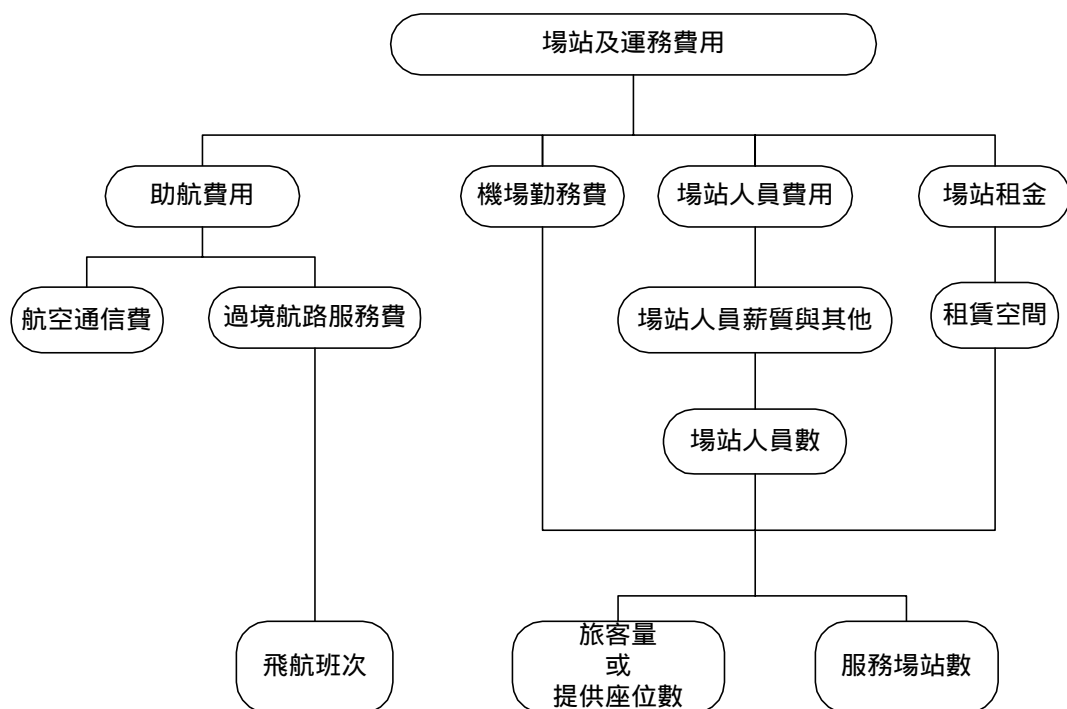 場站及運務費用
助航費用
機場勤務費
場站人員費用
場站租金
航空通信費
過境航路服務費
場站人員薪質與其他
租賃空間
場站人員數
飛航班次
旅客量
或
提供座位數
服務場站數